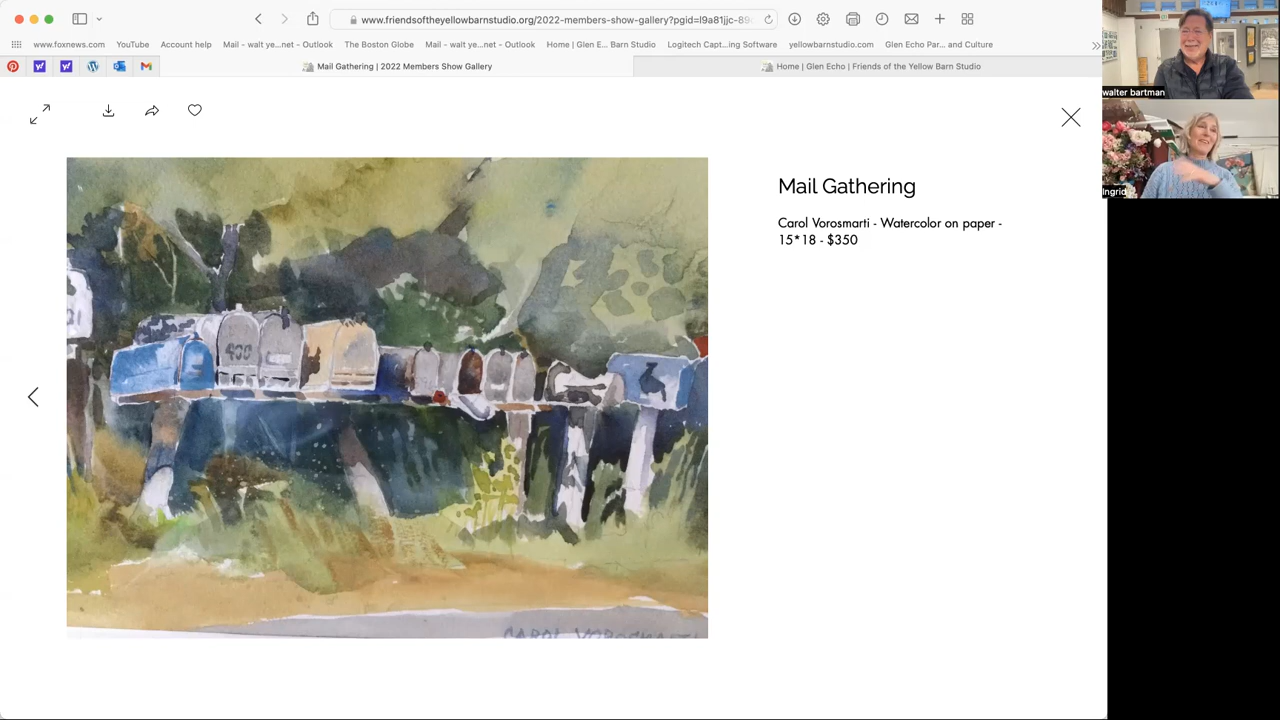 www.friendsoftheyellowbarnstudio.org/2022-members-show-gallery?pgid=l9a81jjc-89
www.foxnews.com YouTube Account help Mail - walt ye...net - Outlook The Boston Globe Mail - walt ye...net - Outlook Home | Glen E... Barn Studio Logitech Capt...ing Software yellowbarnstudio.com Glen Echo Par... and Culture
Mail Gathering | 2022 Members Show Gallery Home | Glen Echo | Friends of the Yellow Barn Studio
walter bartman
Ingrid
Mail Gathering
Carol Vorosmarti - Watercolor on paper -
15*18 - $350
400